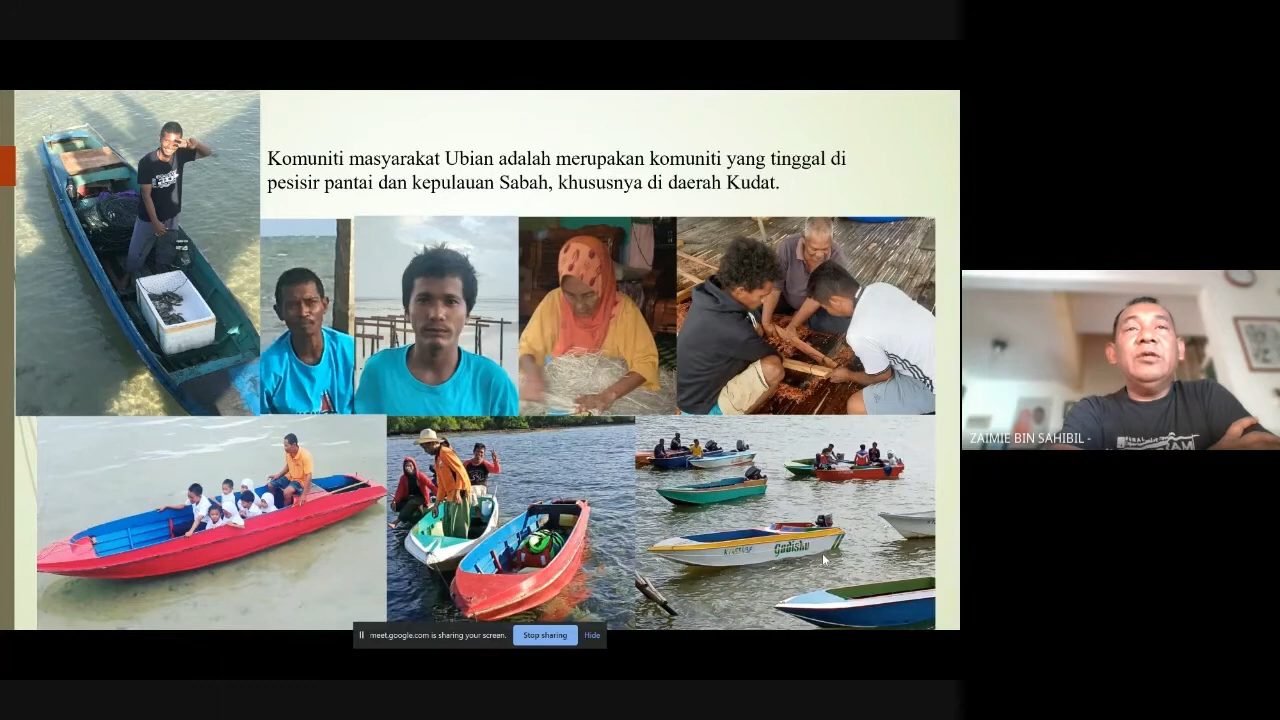 Komuniti masyarakat Ubian adalah merupakan komuniti yang tinggal di
pesisir pantai dan kepulauan Sabah, khususnya di daerah Kudat.
ZAIMIE BIN SAHIBIL -
Gadishu
meet.google.com is sharing your screen.
Stop sharing
Hide